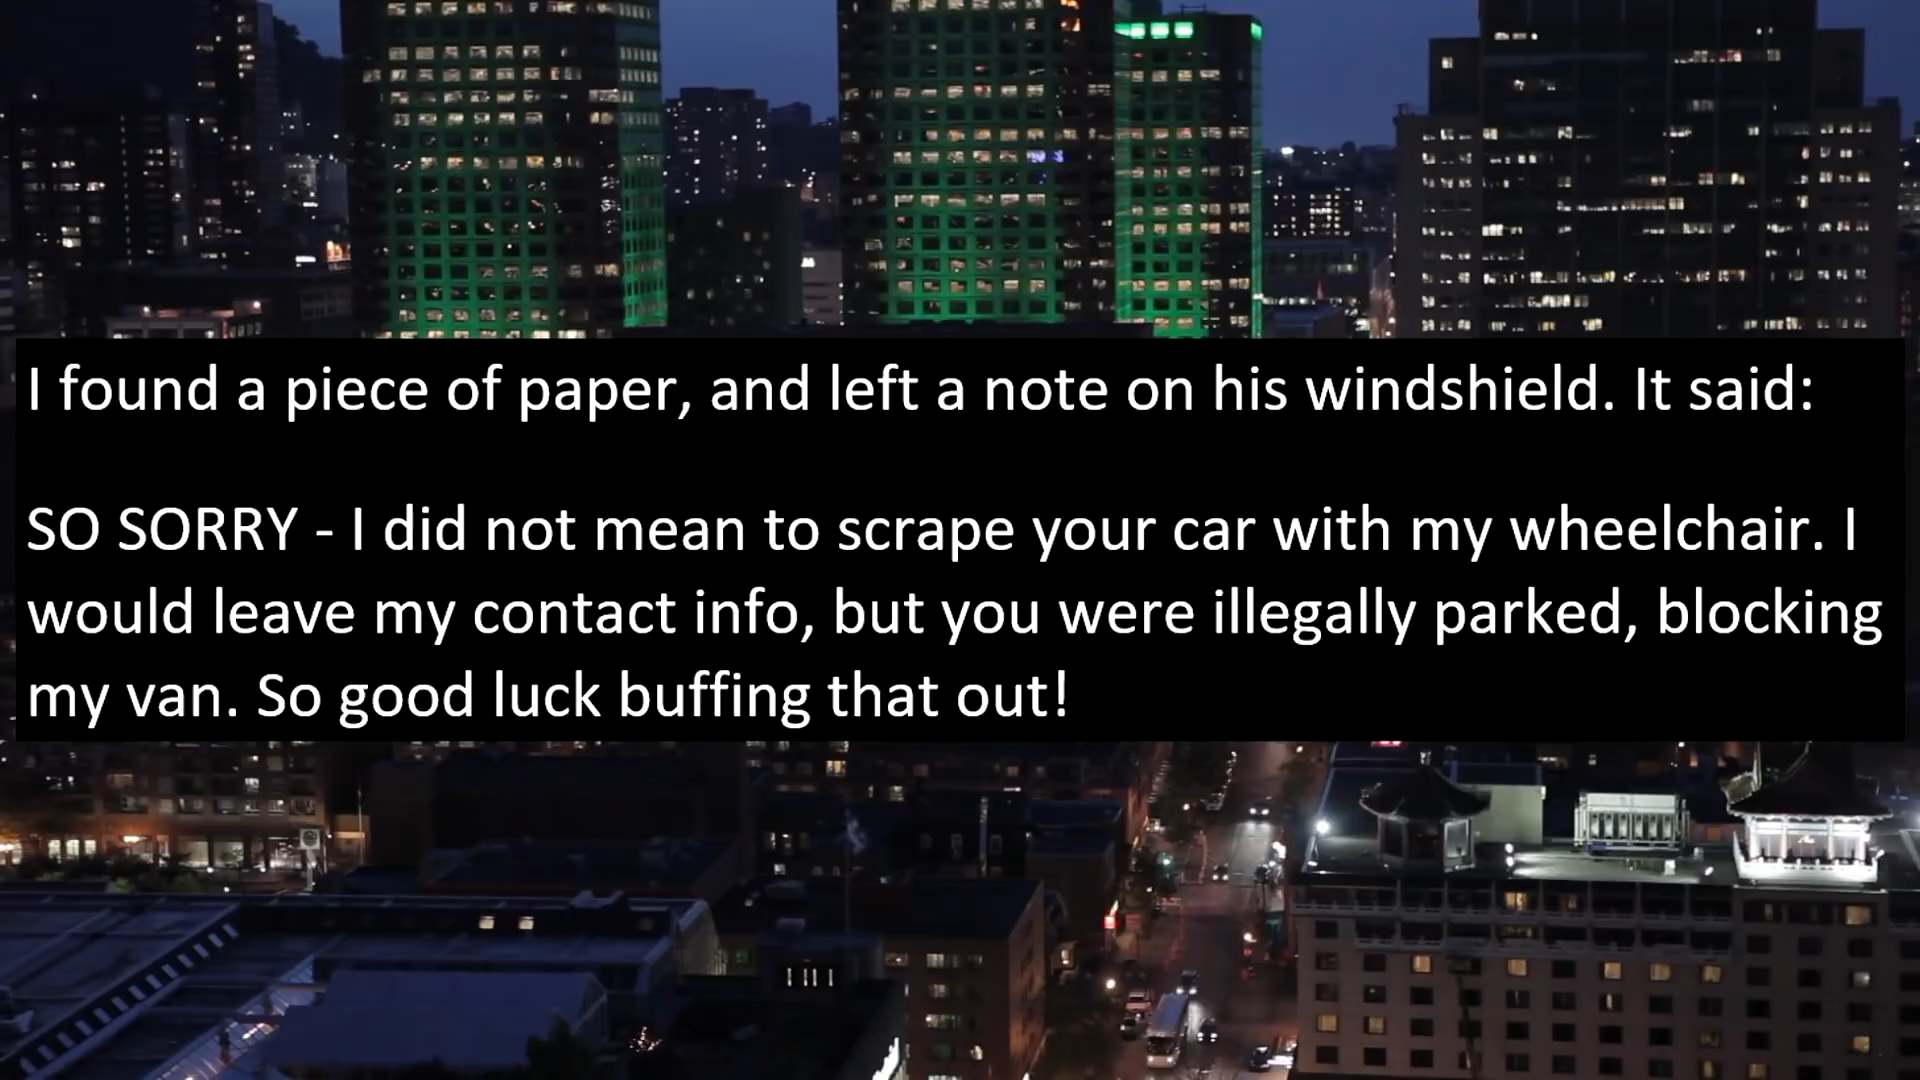 I found a piece of paper, and left a note on his windshield. It said:
SO SORRY - I did not mean to scrape your car with my wheelchair. I
would leave my contact info, but you were illegally parked, blocking
my van. So good luck buffing that out!